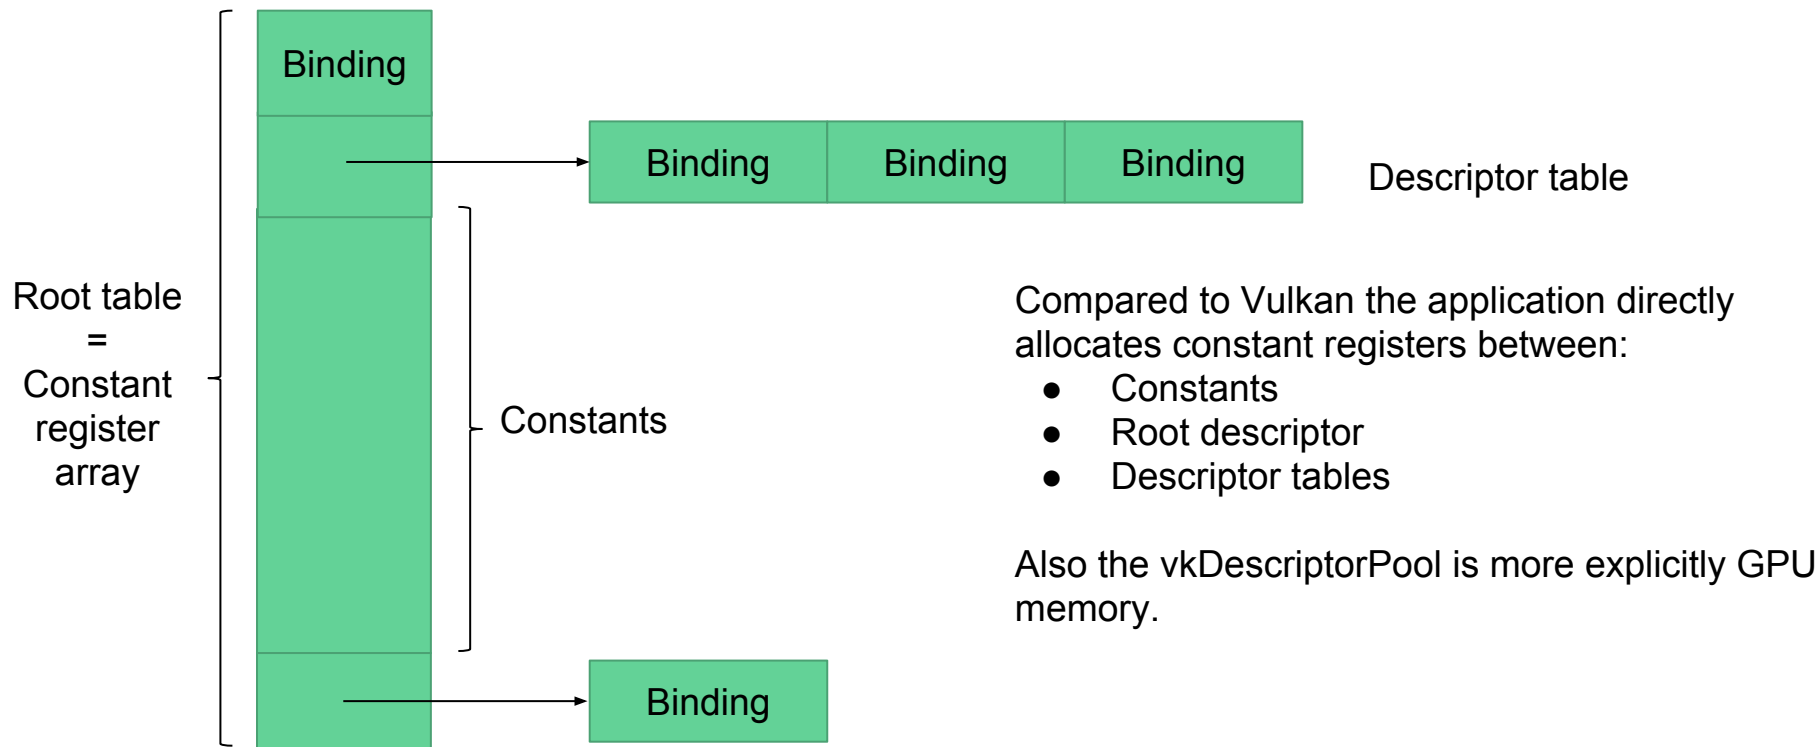 Binding
Binding
Binding
Binding
Descriptor table
Root table
=
Constant
register
array
Constants
Compared to Vulkan the application directly
allocates constant registers between:
● Constants
● Root descriptor
● Descriptor tables
Also the vkDescriptorPool is more explicitly GPU
memory.
Binding